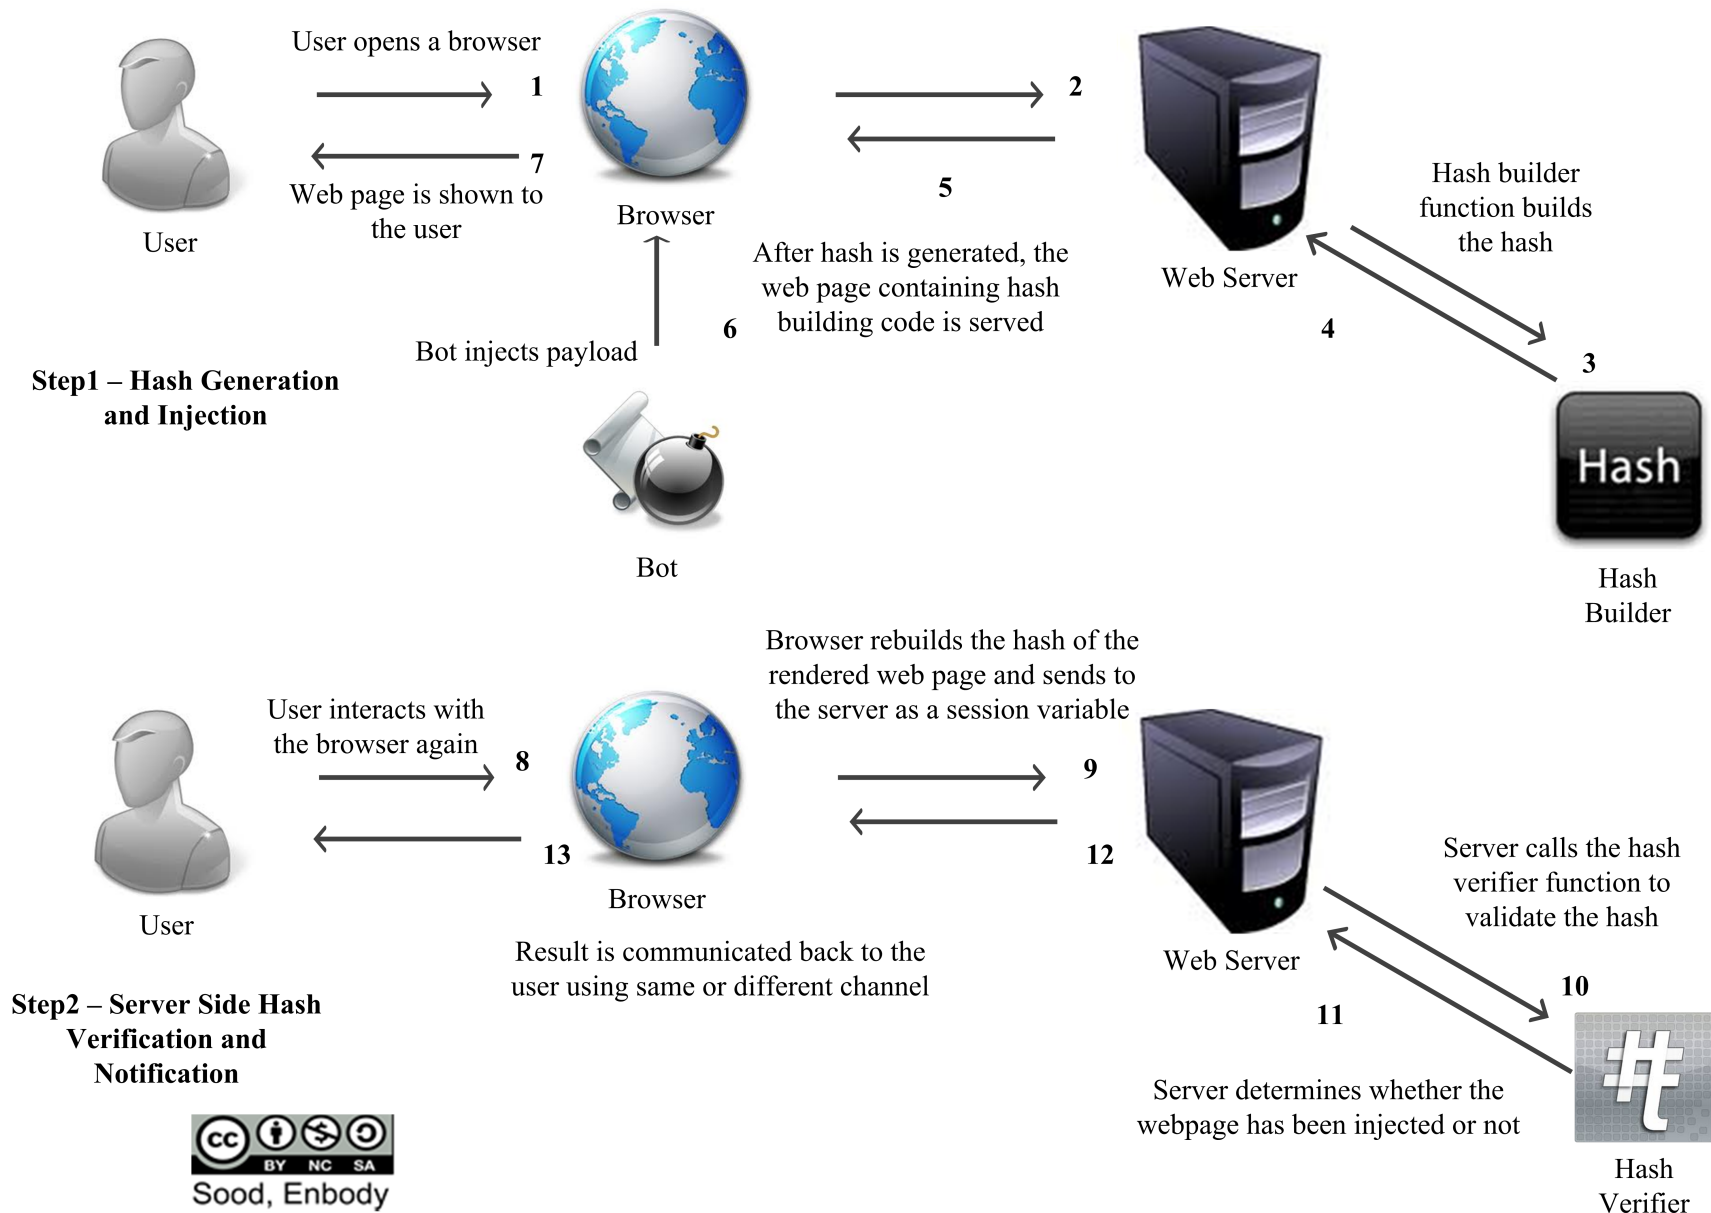 User opens a browser
1
2
7
Web page is shown to
the user
User
Browser
5
After hash is generated, the
web page containing hash
building code is served
Web Server
Hash builder
function builds
the hash
4
3
6
Bot injects payload
Step1 – Hash Generation
and Injection
Bot
Hash
Hash
Builder
Browser rebuilds the hash of the
rendered web page and sends to
the server as a session variable
User interacts with
the browser again
8
9
13
12
User
Browser
Result is communicated back to the
user using same or different channel
Web Server
Server calls the hash
verifier function to
validate the hash
10
11
Server determines whether the
webpage has been injected or not
Hash
Verifier
Step2 – Server Side Hash
Verification and
Notification
cc
BY NC SA
Sood, Enbody